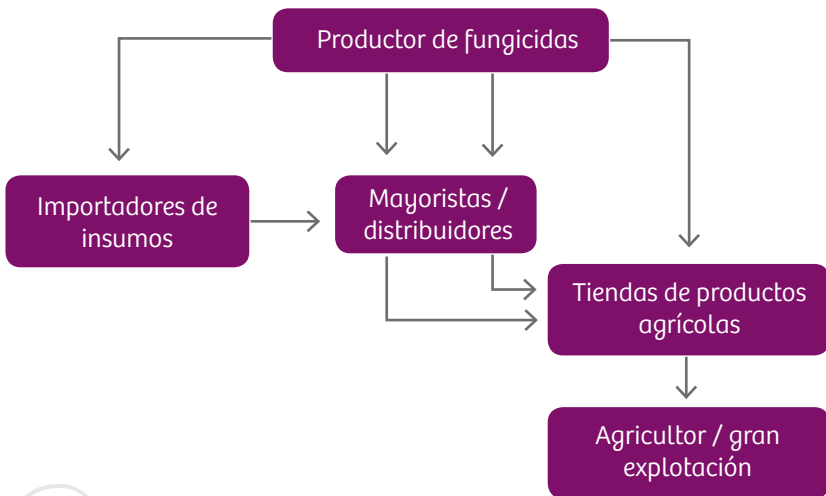 Productor de fungicidas
Importadores de
insumos
Mayoristas /
distribuidores
Tiendas de productos
agrícolas
Agricultor / gran
explotación